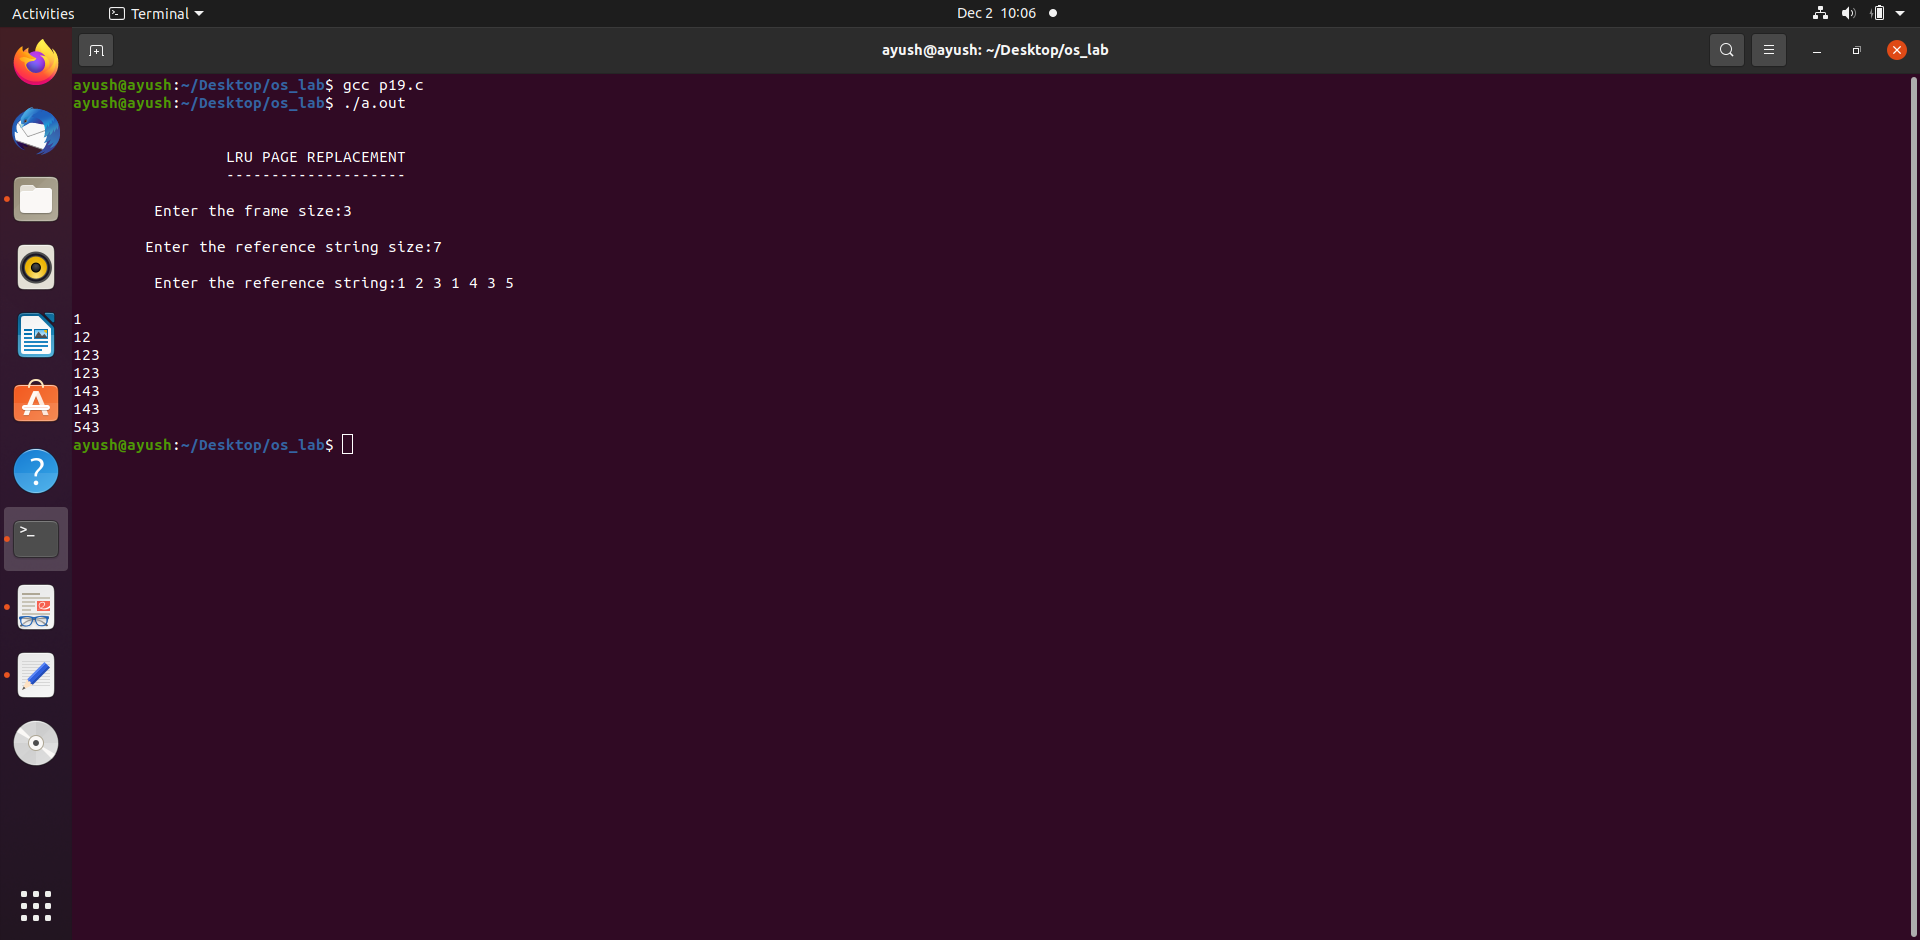 Activities
Terminal
Dec 2 10:06
ayush@ayush: ~/Desktop/os_lab
ayush@ayush:~/Desktop/os_lab$ gcc p19.c
ayush@ayush:~/Desktop/os_lab$ ./a.out
LRU PAGE REPLACEMENT
--------------------
Enter the frame size:3
Enter the reference string size:7
Enter the reference string:1 2 3 1 4 3 5
1
12
123
123
143
143
543
ayush@ayush:~/Desktop/os_lab$